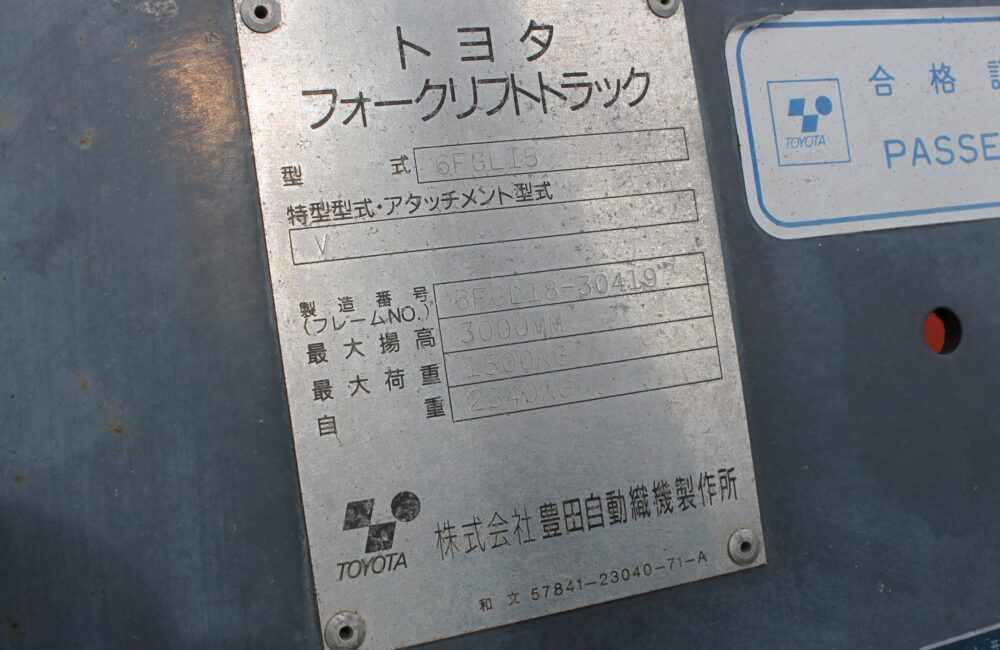 トヨタ
フォークリフトトラック
型式 6FGL15
特型型式・アタッチメント型式
V
製造番号
(フレームNO.) 6FGL18-30419
最大揚高 3000MM
最大荷重 1500KG
自重 2540KG
TOYOTA
株式会社 豊田自動織機製作所
和文 57841-23040-71-A
合格
TOYOTA
PASSE